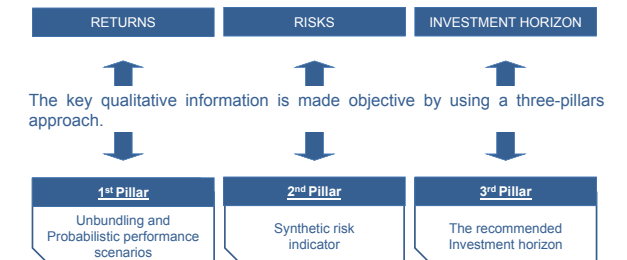 RETURNS RISKS INVESTMENT HORIZON
The key qualitative information is made objective by using a three-pillars
approach.
1st Pillar
Unbundling and
Probabilistic performance
scenarios
2nd Pillar
Synthetic risk
indicator
3rd Pillar
The recommended
Investment horizon